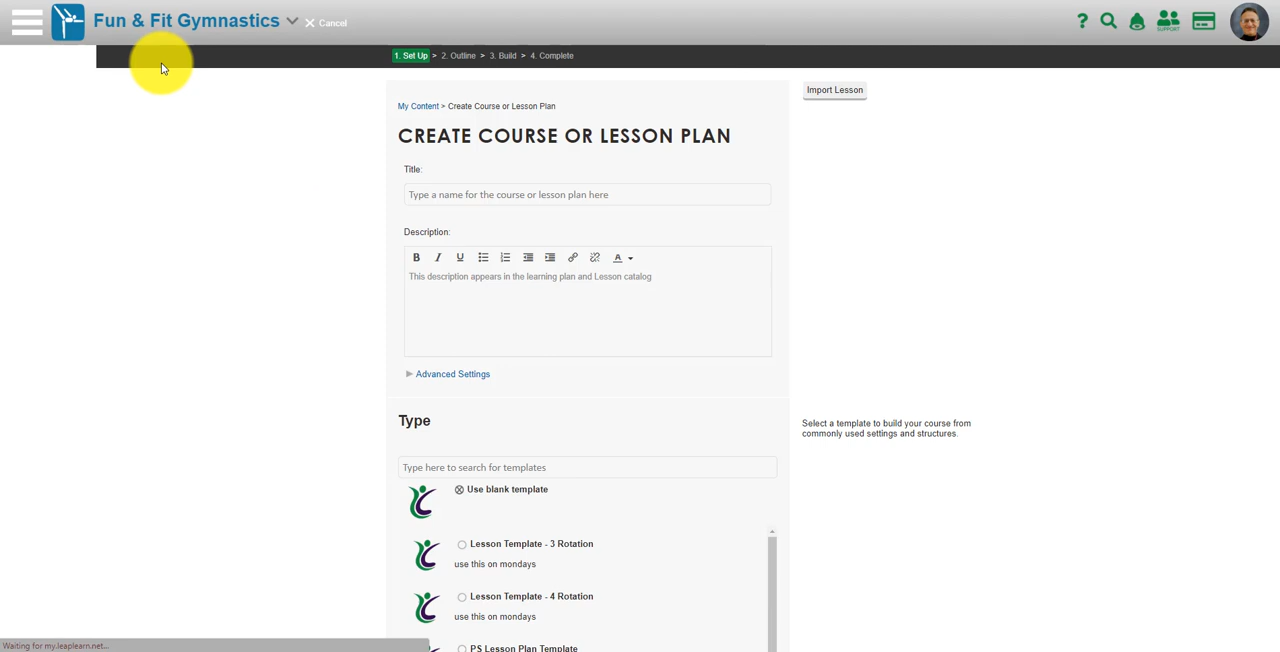 Fun & Fit Gymnastics Cancel
? SUPPORT
1. Set Up > 2. Outline > 3. Build > 4. Complete
My Content > Create Course or Lesson Plan
Import Lesson
CREATE COURSE OR LESSON PLAN
Title:
Type a name for the course or lesson plan here
Description:
B I U A
This description appears in the learning plan and Lesson catalog
Advanced Settings
Type
Select a template to build your course from
commonly used settings and structures.
Type here to search for templates
Use blank template
Lesson Template - 3 Rotation
use this on mondays
Lesson Template - 4 Rotation
use this on mondays
PS Lesson Plan Template
Waiting for my.leaplearn.net...